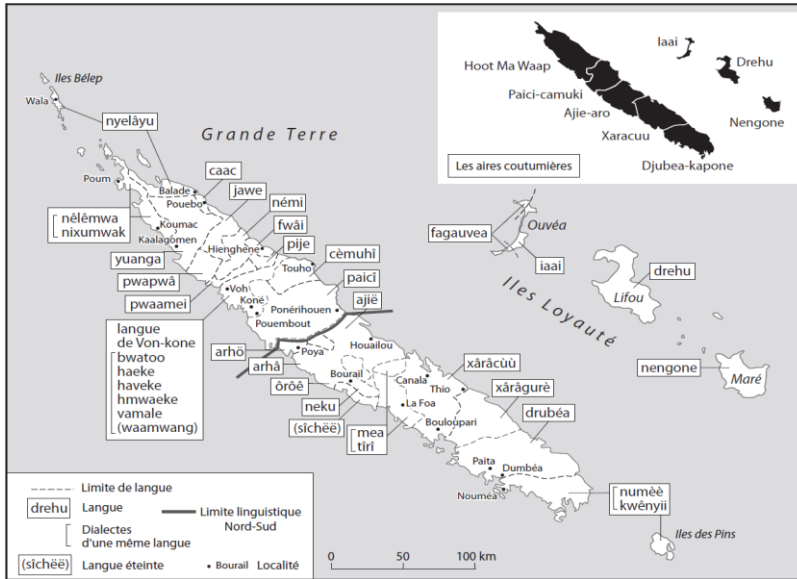 Iles Bélep
Wala
nyelâyu
Grande Terre
Poum
Balade
Pouebo
caac
jawe
némi
fwâi
pije
cèmuhî
paicî
ajië
nêlêmwa
nixumwak
Koumac
Kaalagomen
Hienghene
Touho
yuanga
pwapwâ
pwaamei
Voh
Koné
Pouembout
Ponérihouen
langue
de Von-kone
bwatoo
haeke
haveke
hmwaeke
vamale
(waamwang)
arhö
arhâ
ôrôê
neku
(sîchëë)
Poya
Houailou
Bourail
Canala
Thio
La Foa
Bouloupari
mea
tîrî
xârâcùù
xârâgurè
drubéa
Paita
Dumbéa
Nouméa
numèè
kwênyii
Iles des Pins
fagauvea
Ouvéa
iaai
Iles Loyauté
drehu
Lifou
nengone
Maré
Iaai
Hoot Ma Waap
Drehu
Paici-camuki
Ajie-aro
Nengone
Xaracuu
Djubea-kapone
Les aires coutumières
Limite de langue
drehu Langue
Limite linguistique
Nord-Sud
Dialectes
d'une même langue
(sîchëë) Langue éteinte
Bourail Localité
0 50 100 km